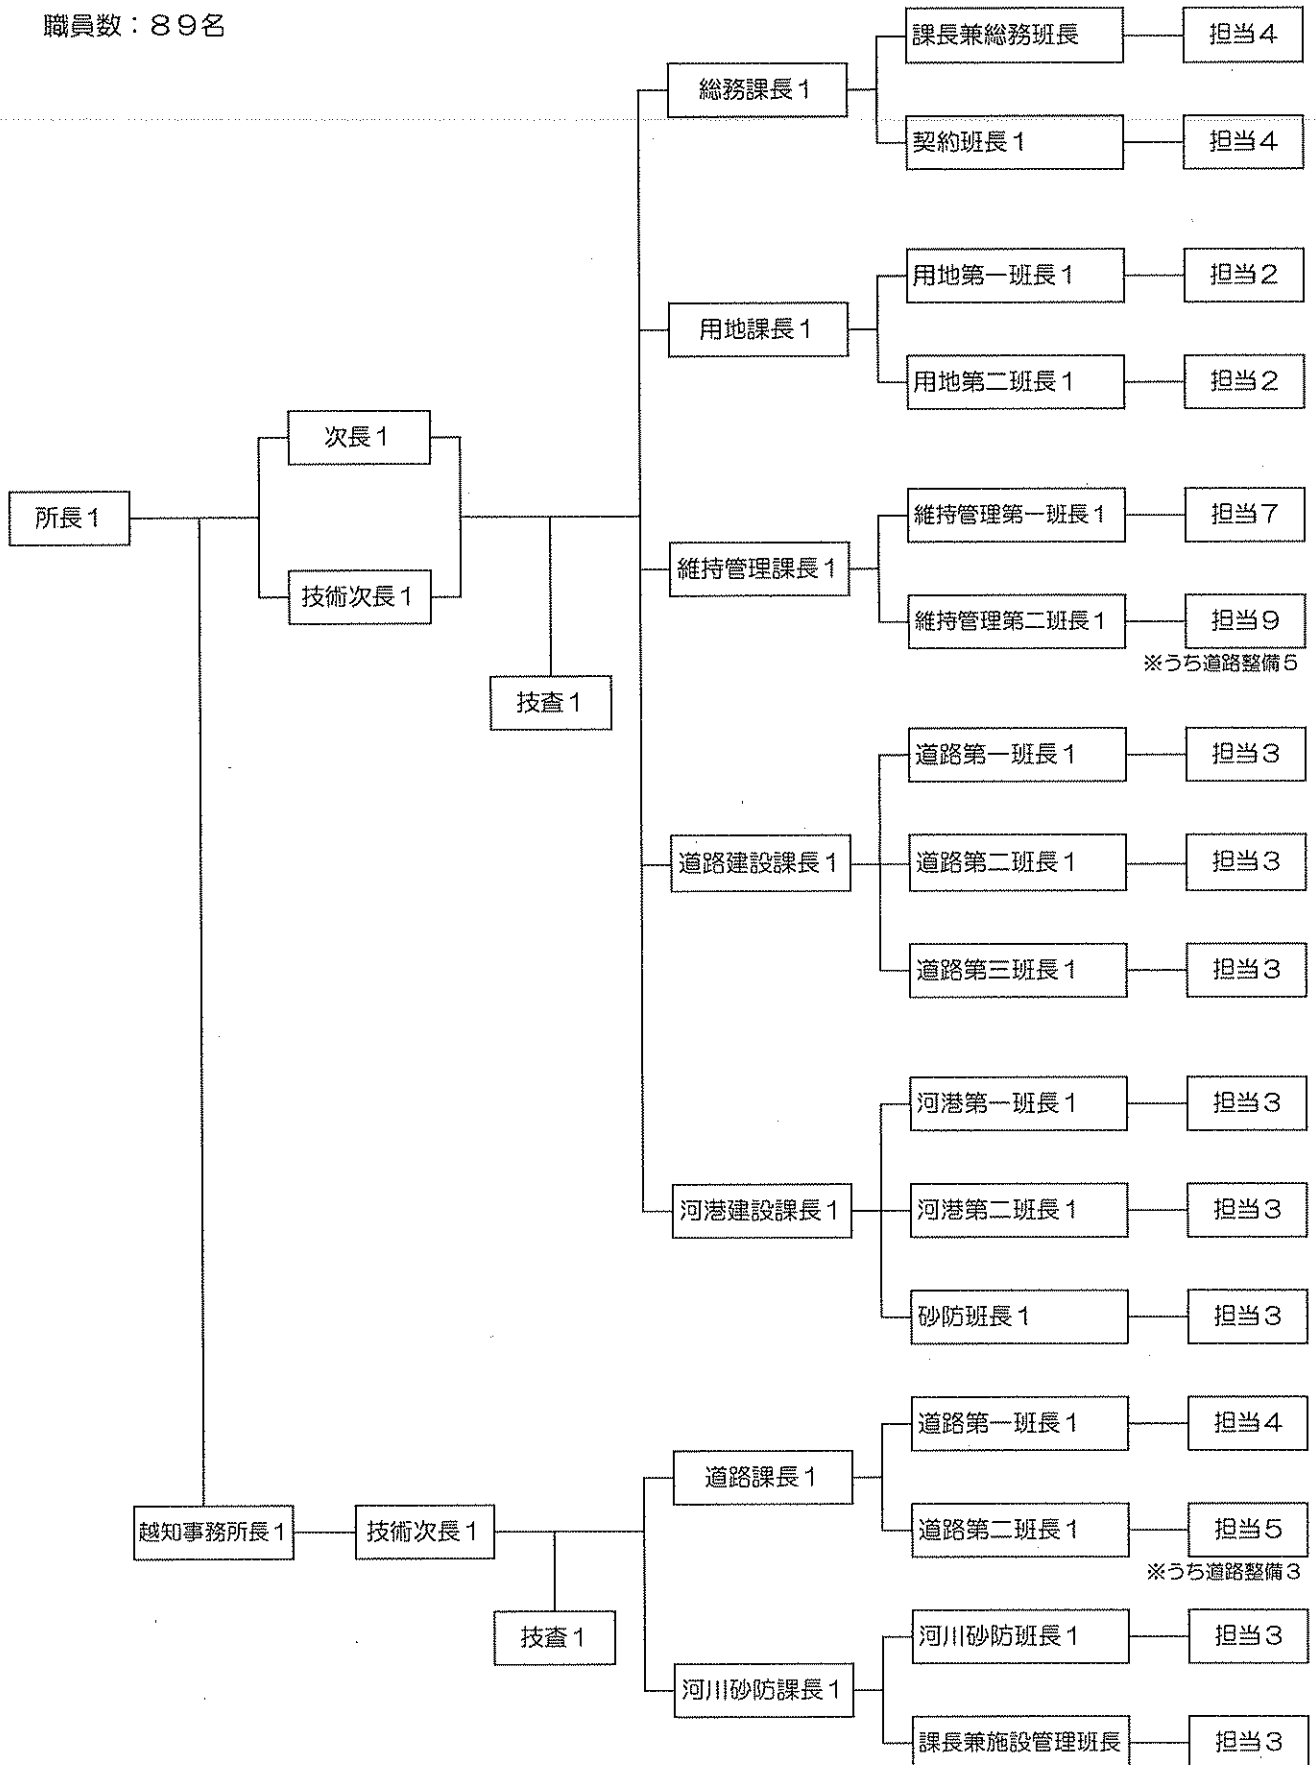 職員数：８９名
所長１
次長１
技術次長１
技査１
総務課長１
課長兼総務班長
担当４
契約班長１
担当４
用地課長１
用地第一班長１
担当２
用地第二班長１
担当２
維持管理課長１
維持管理第一班長１
担当７
維持管理第二班長１
担当９
※うち道路整備５
道路建設課長１
道路第一班長１
担当３
道路第二班長１
担当３
道路第三班長１
担当３
河港建設課長１
河港第一班長１
担当３
河港第二班長１
担当３
砂防班長１
担当３
越知事務所長１
技術次長１
技査１
道路課長１
道路第一班長１
担当４
道路第二班長１
担当５
※うち道路整備３
河川砂防課長１
河川砂防班長１
担当３
課長兼施設管理班長
担当３